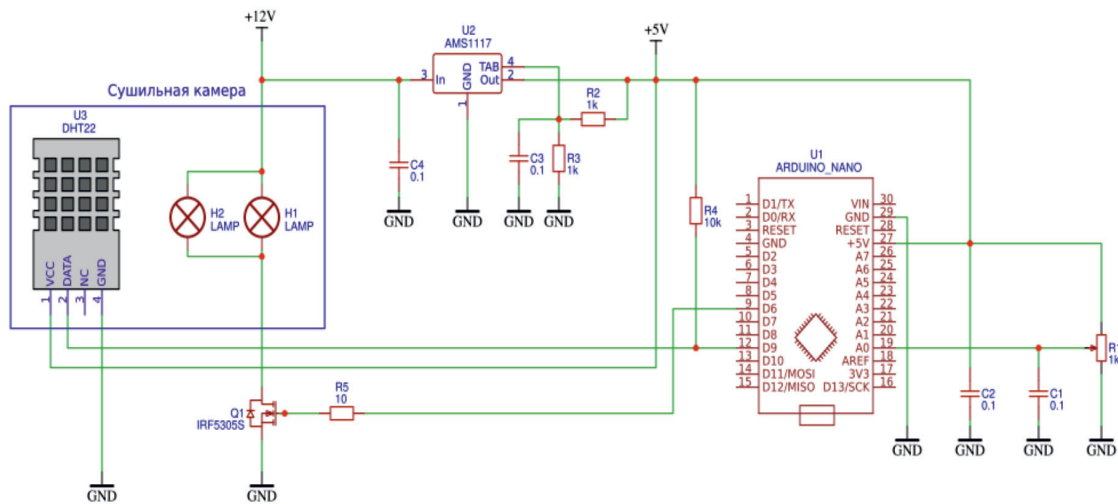 +12V
U2
AMS1117
+5V
3
In
GND
TAB
4
Out
2
1
Сушильная камера
U3
DHT22
R2
1k
C4
0.1
C3
0.1
R3
1k
GND
GND
GND
GND
H2
LAMP
H1
LAMP
R4
10k
U1
ARDUINO_NANO
1 D1/TX VIN 30
2 D0/RX GND 29
3 RESET RESET 28
4 GND +5V 27
5 D2 A7 26
6 D3 A6 25
7 D4 A5 24
8 D5 A4 23
9 D6 A3 22
10 D7 A2 21
11 D8 A1 20
12 D9 A0 19
13 D10 AREF 18
14 D11/MOSI 3V3 17
15 D12/MISO D13/SCK 16
VCC
DATA
NC
GND
1
2
3
4
R1
1k
R5
10
Q1
IRF5305S
C2
0.1
C1
0.1
GND
GND
GND
GND
GND
GND